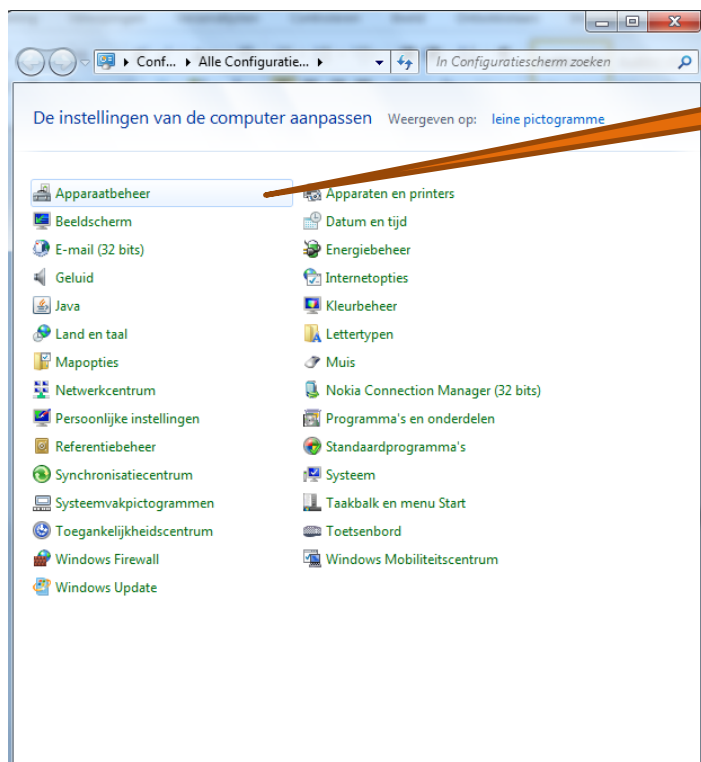 Conf... Alle Configuratie... In Configuratiescherm zoeken
De instellingen van de computer aanpassen Weergeven op: leine pictogramme
Apparaatbeheer
Beeldscherm
E-mail (32 bits)
Geluid
Java
Land en taal
Mapopties
Netwerkcentrum
Persoonlijke instellingen
Referentiebeheer
Synchronisatiecentrum
Systeemvakpictogrammen
Toegankelijkheidscentrum
Windows Firewall
Windows Update
Apparaten en printers
Datum en tijd
Energiebeheer
Internetopties
Kleurbeheer
Lettertypen
Muis
Nokia Connection Manager (32 bits)
Programma's en onderdelen
Standaardprogramma's
Systeem
Taakbalk en menu Start
Toetsenbord
Windows Mobiliteitscentrum